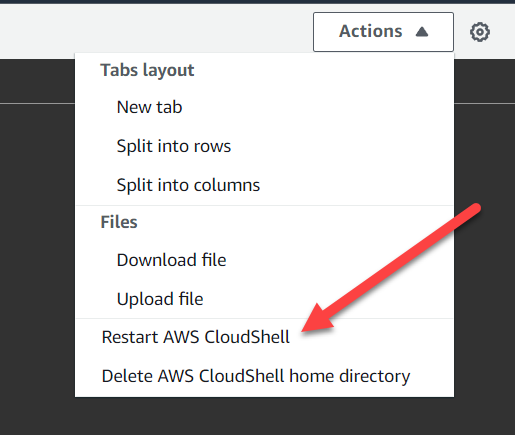 Actions
Tabs layout
New tab
Split into rows
Split into columns
Files
Download file
Upload file
Restart AWS CloudShell
Delete AWS CloudShell home directory